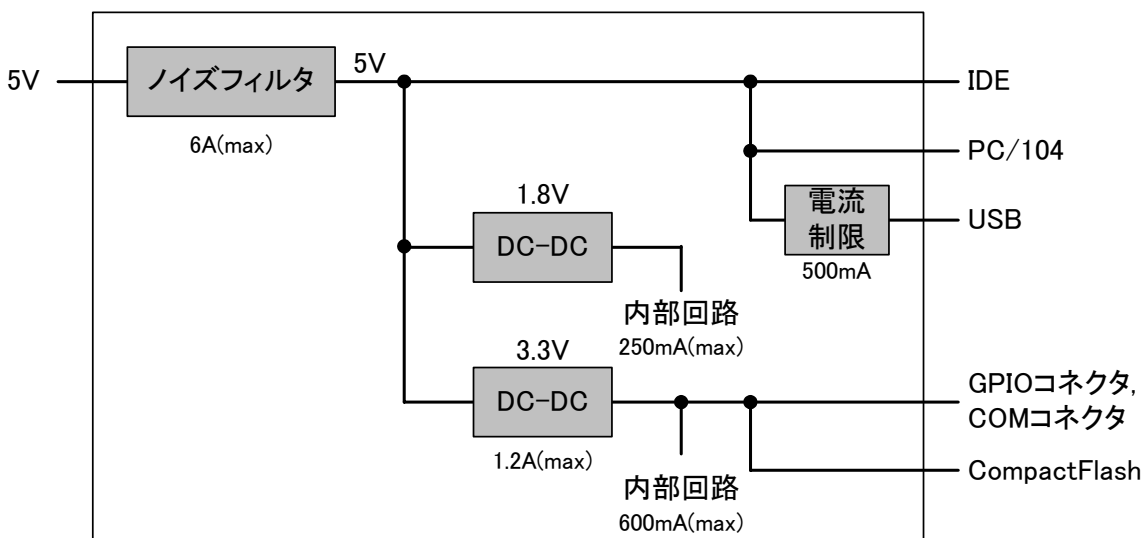 5V
ノイズフィルタ
6A(max)
5V
IDE
PC/104
電流
制限
500mA
USB
1.8V
DC-DC
内部回路
250mA(max)
3.3V
DC-DC
1.2A(max)
内部回路
600mA(max)
GPIOコネクタ,
COMコネクタ
CompactFlash